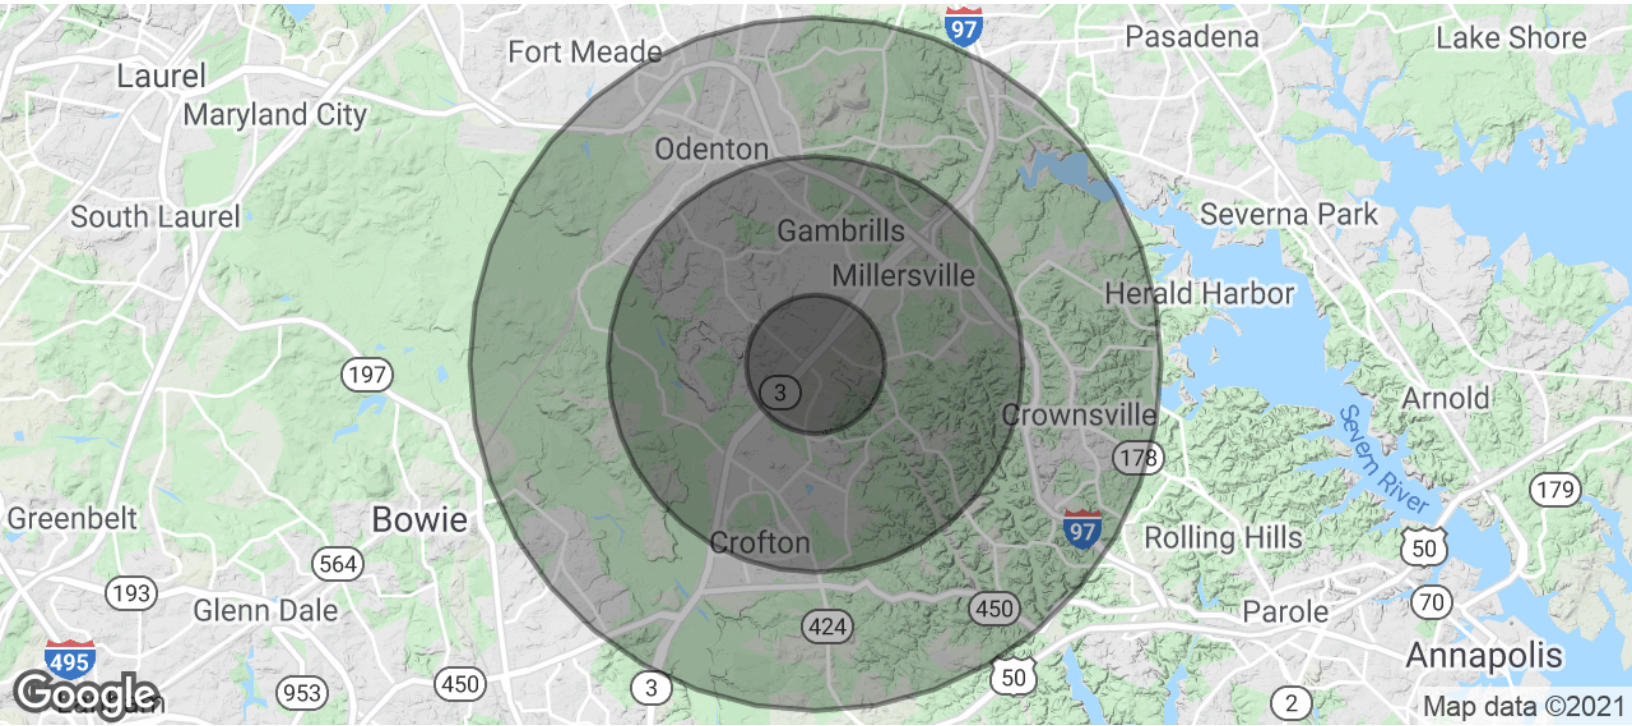 97
Pasadena
Lake Shore
Fort Meade
Laurel
Maryland City
Odenton
South Laurel
Severna Park
Gambrills
Millersville
Herald Harbor
197
3
Arnold
Crownsville
178
Severn River
179
Greenbelt
Bowie
Crofton
97
Rolling Hills
50
564
193
Glenn Dale
424
450
Parole
70
495
Annapolis
50
450
3
953
2
Google
Map data ©2021